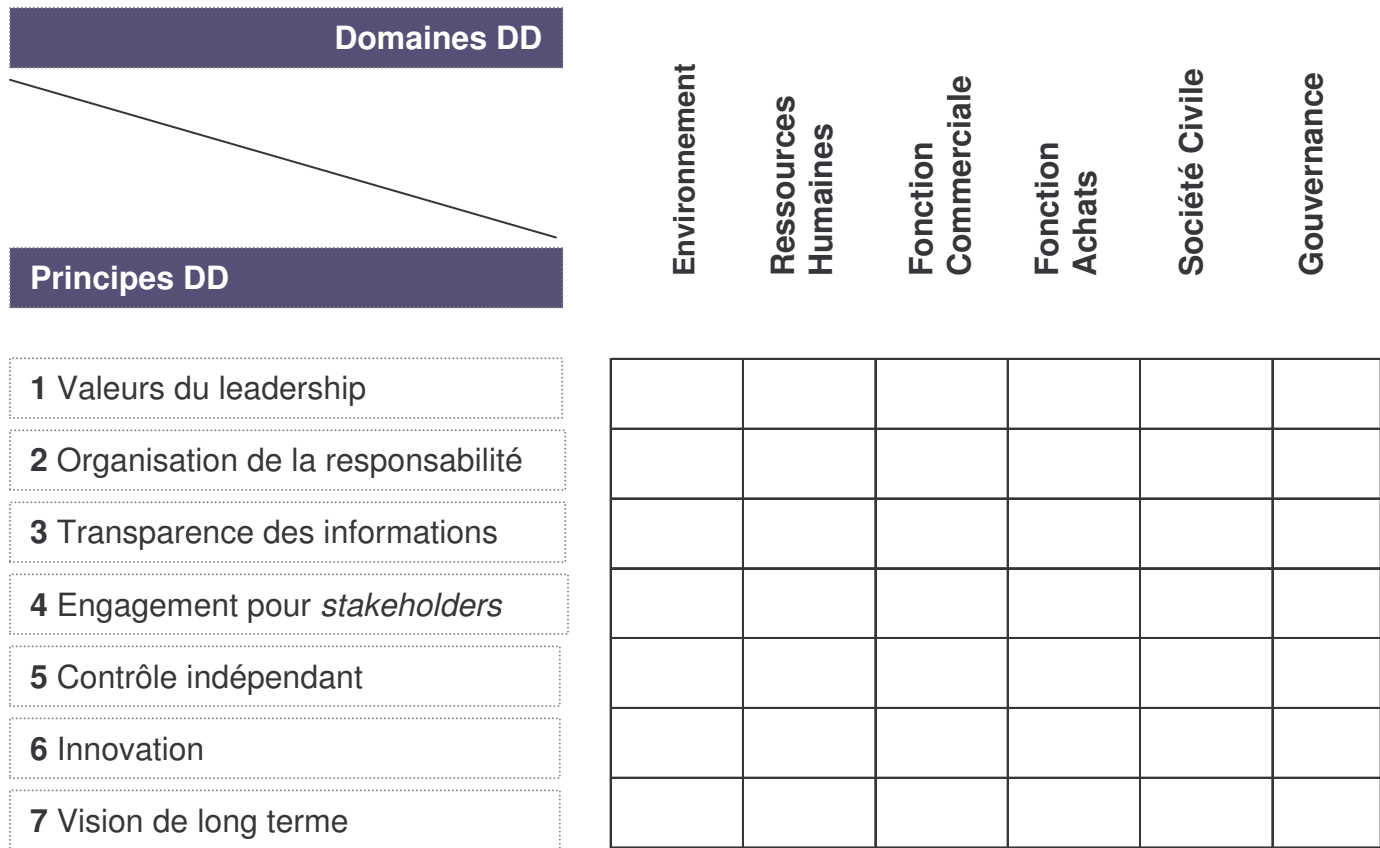 Domaines DD
Environnement
Ressources
Humaines
Fonction
Commerciale
Fonction
Achats
Société Civile
Gouvernance
Principes DD
1 Valeurs du leadership
2 Organisation de la responsabilité
3 Transparence des informations
4 Engagement pour stakeholders
5 Contrôle indépendant
6 Innovation
7 Vision de long terme